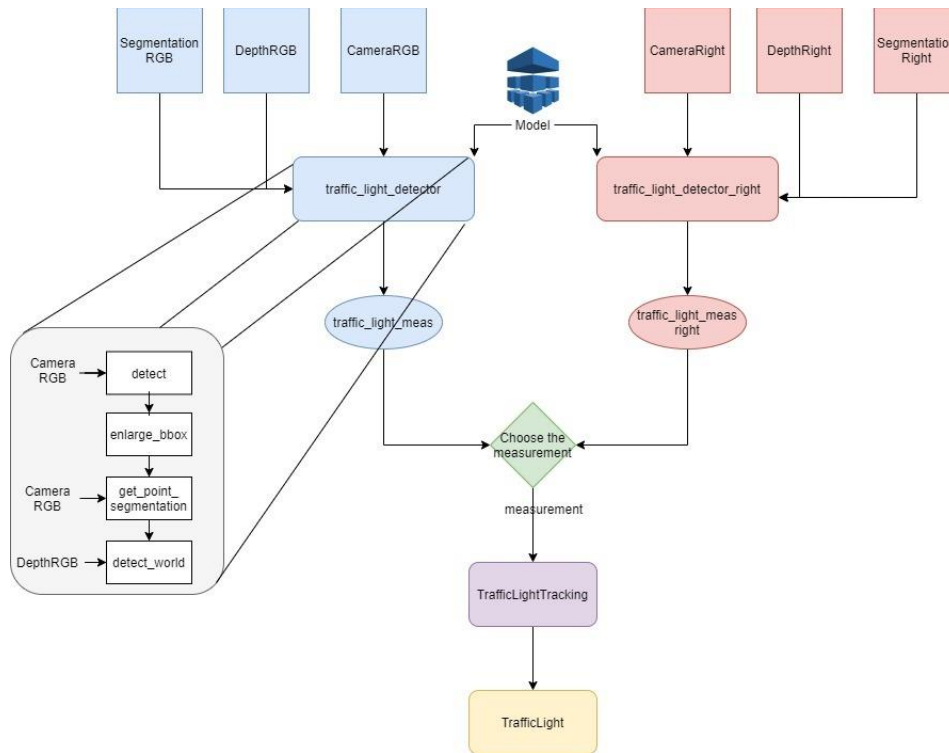 Segmentation
RGB
DepthRGB
CameraRGB
CameraRight
DepthRight
Segmentatio
Right
Model
traffic_light_detector
traffic_light_detector_right
traffic_light_meas
traffic_light_meas
right
Camera
RGB
detect
enlarge_bbox
Camera
RGB
get_point_
segmentation
DepthRGB
detect_world
Choose the
measurement
measurement
TrafficLightTracking
TrafficLight